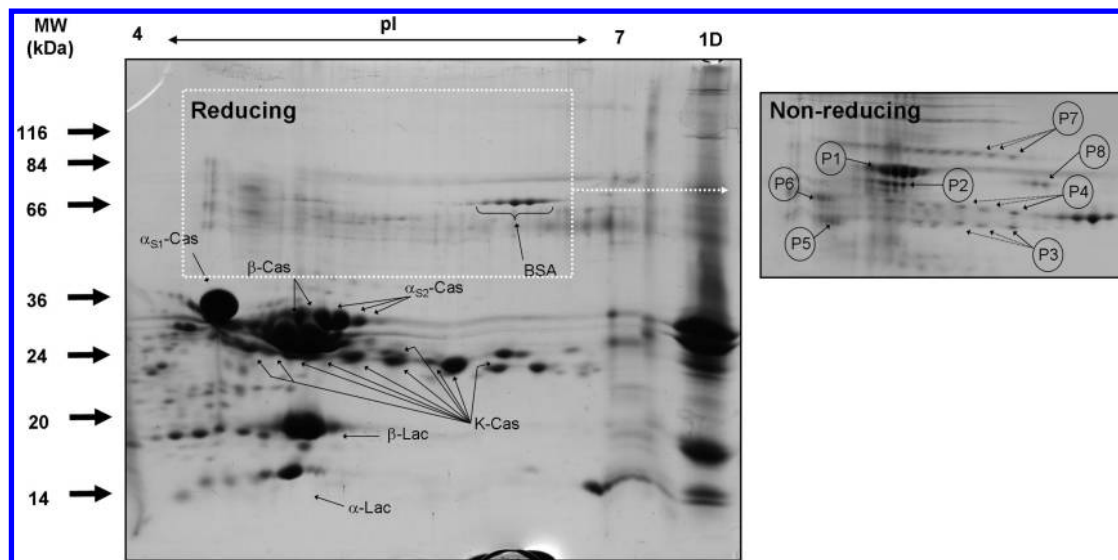 MW
(kDa)
4
pI
7
1D
Reducing
116
84
66
36
24
20
14
αS1-Cas
β-Cas
αS2-Cas
BSA
K-Cas
β-Lac
α-Lac
Non-reducing
P7
P1
P8
P2
P4
P6
P5
P3